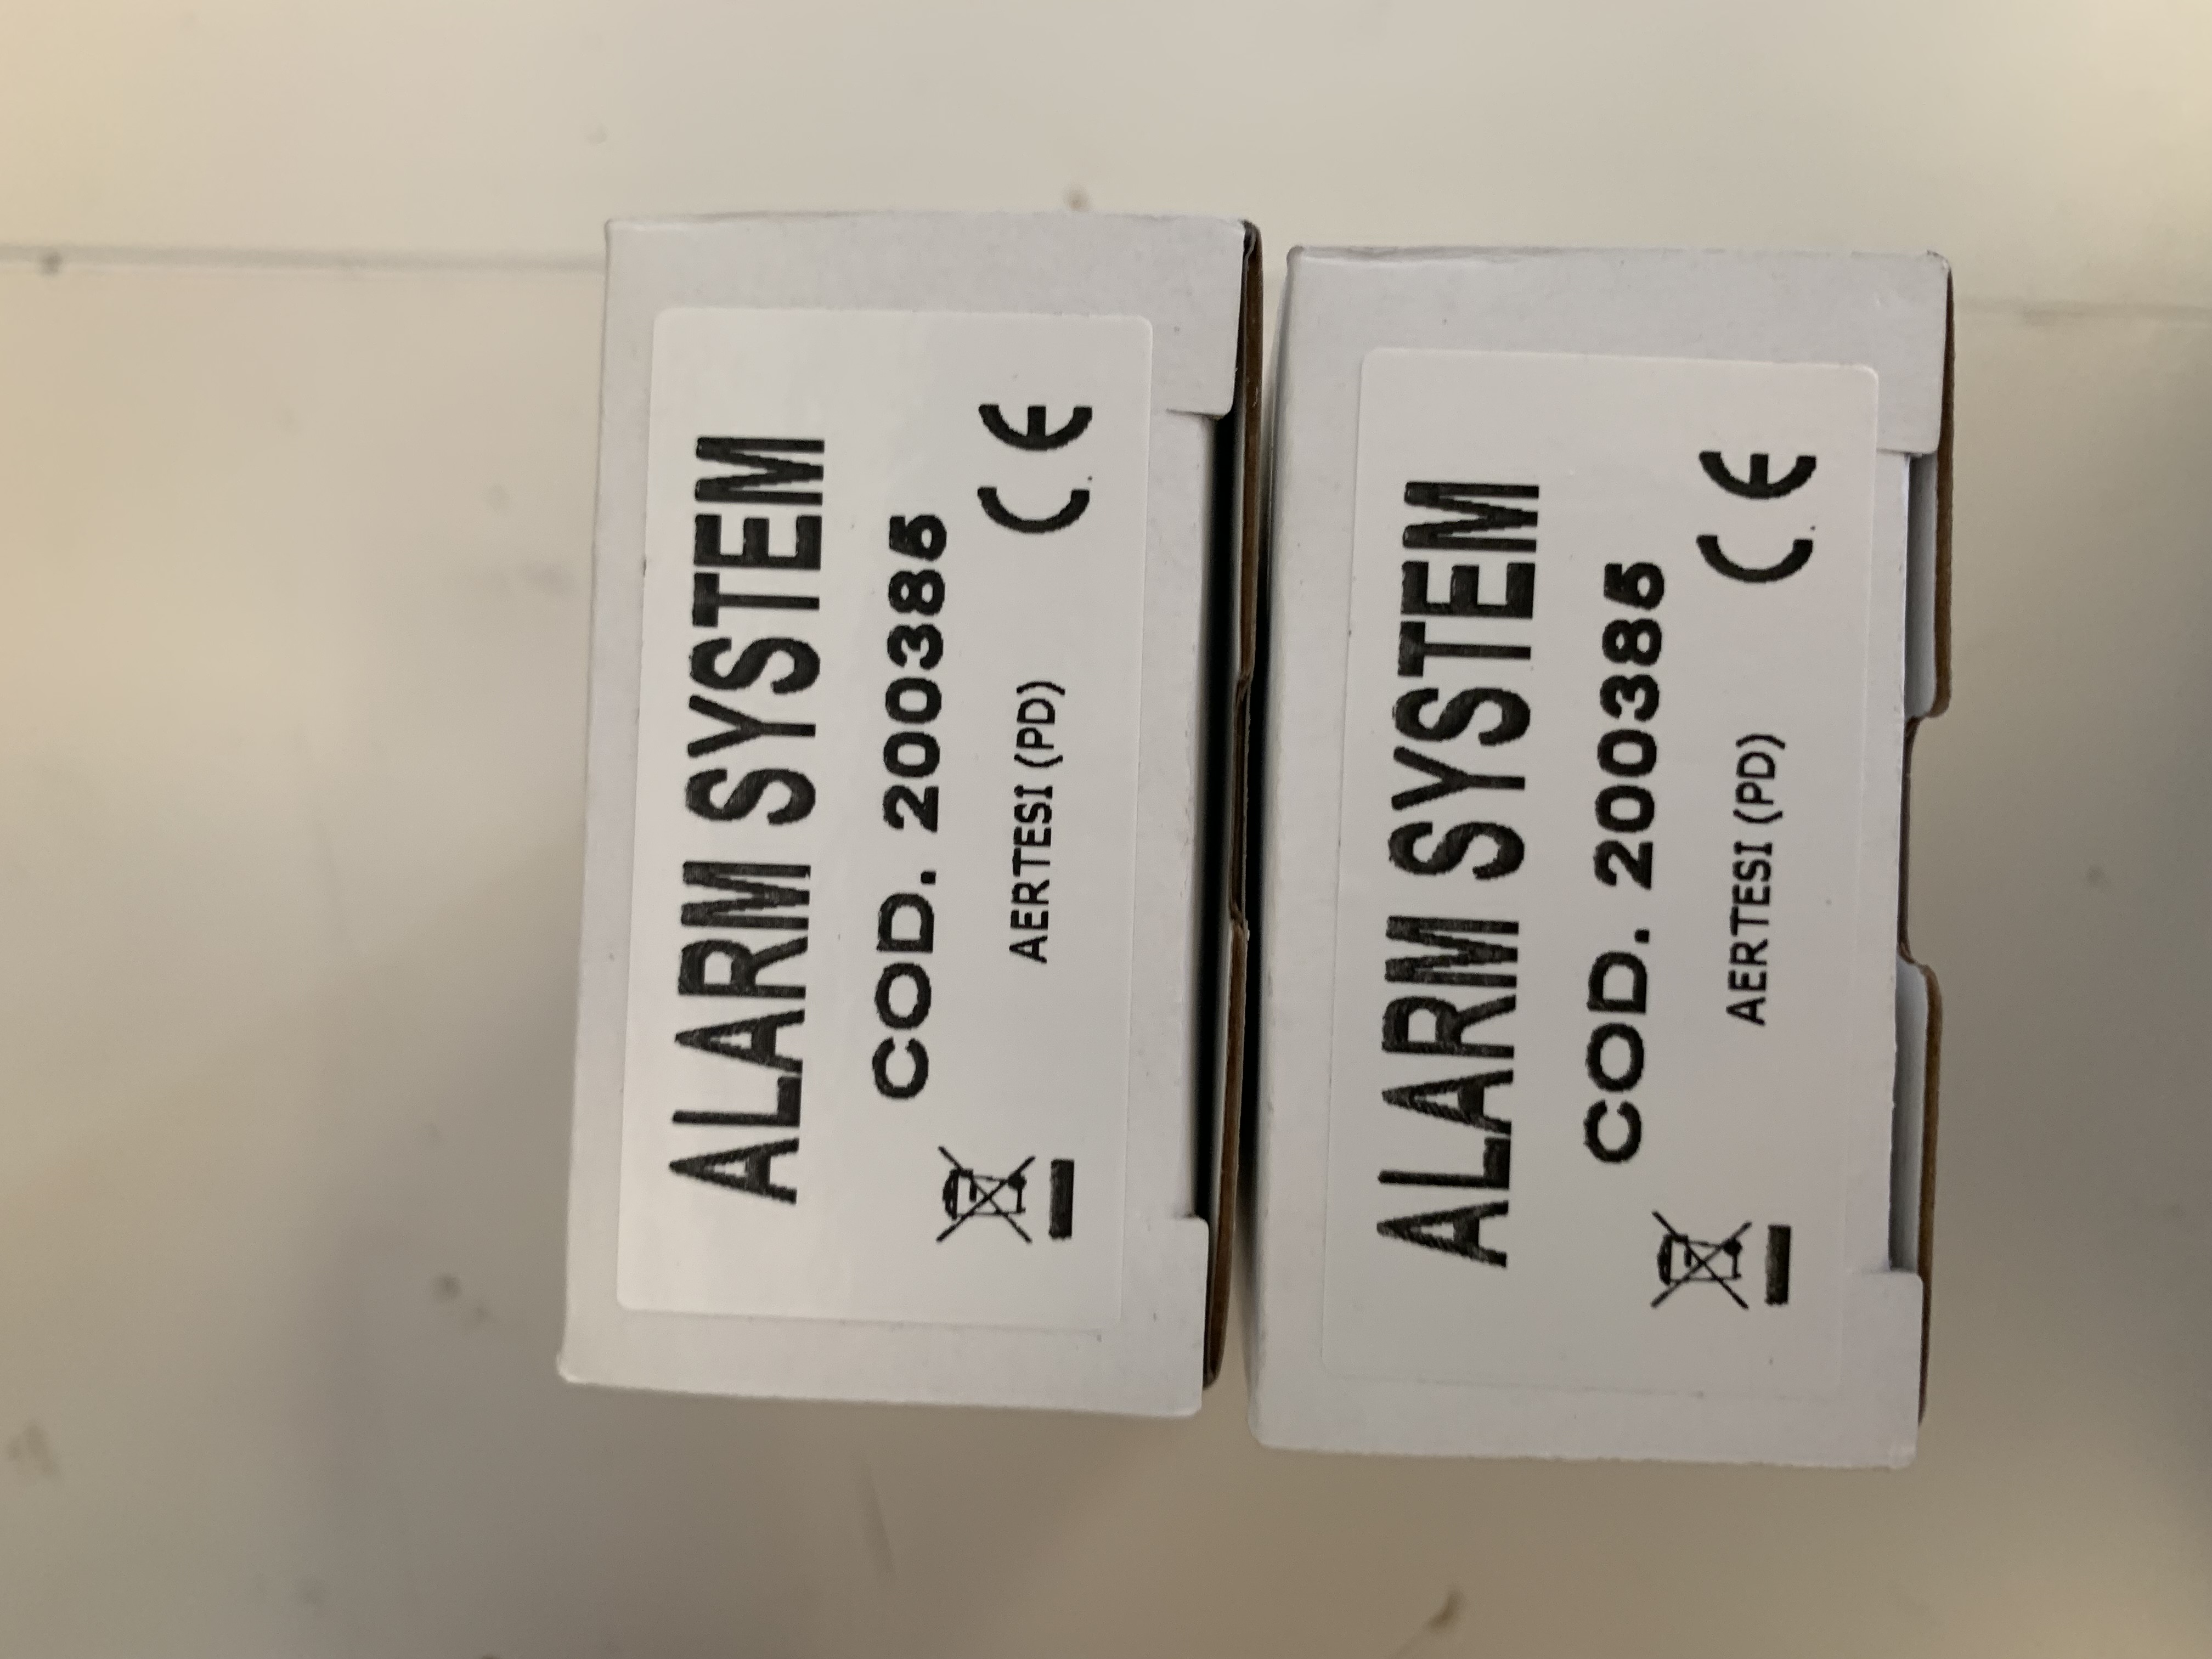 ALARM SYSTEM
COD. 200385
AERTESI (PD)
CE
ALARM SYSTEM
COD. 200385
AERTESI (PD)
CE